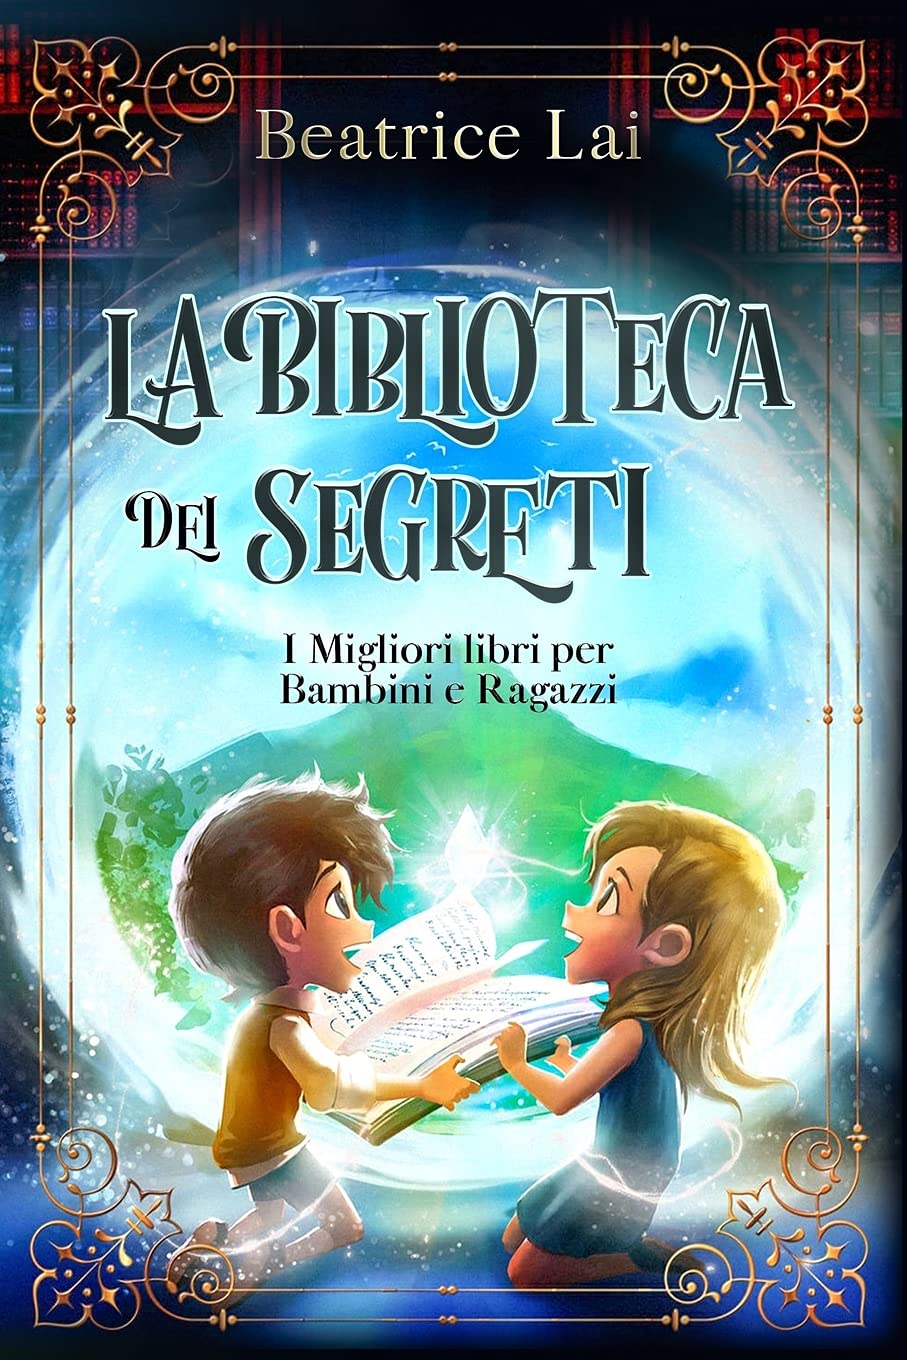 Beatrice Lai
LA BIBLIOTECA
DEI SEGRETI
I Migliori libri per
Bambini e Ragazzi